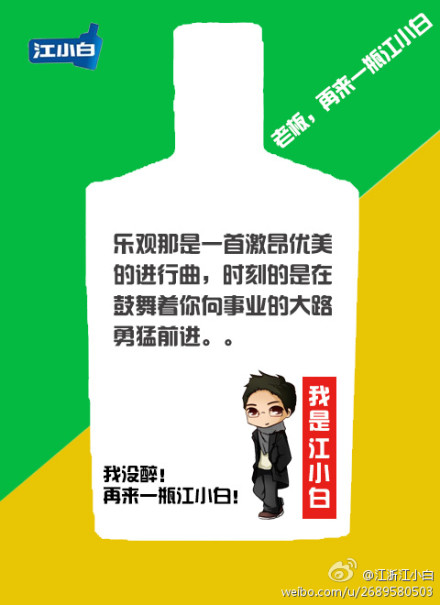 江小白
老板，再来一瓶江小白
乐观那是一首激昂优美
的进行曲，时刻的是在
鼓舞着你向事业的大路
勇猛前进。。
我是江小白
我没醉！
再来一瓶江小白！
@江浙江小白
weibo.com/u/2689580503